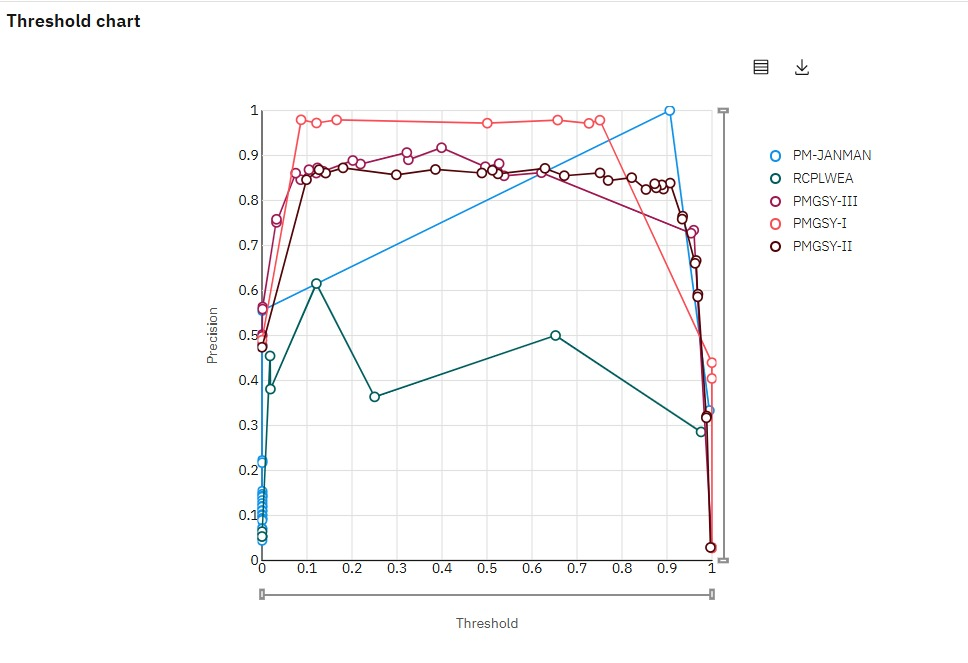 Threshold chart
1
0.9
0.8
0.7
0.6
0.5
0.4
0.3
0.2
0.1
0
Precision
0 0.1 0.2 0.3 0.4 0.5 0.6 0.7 0.8 0.9 1
Threshold
PM-JANMAN
RCPLWEA
PMGSY-III
PMGSY-I
PMGSY-II